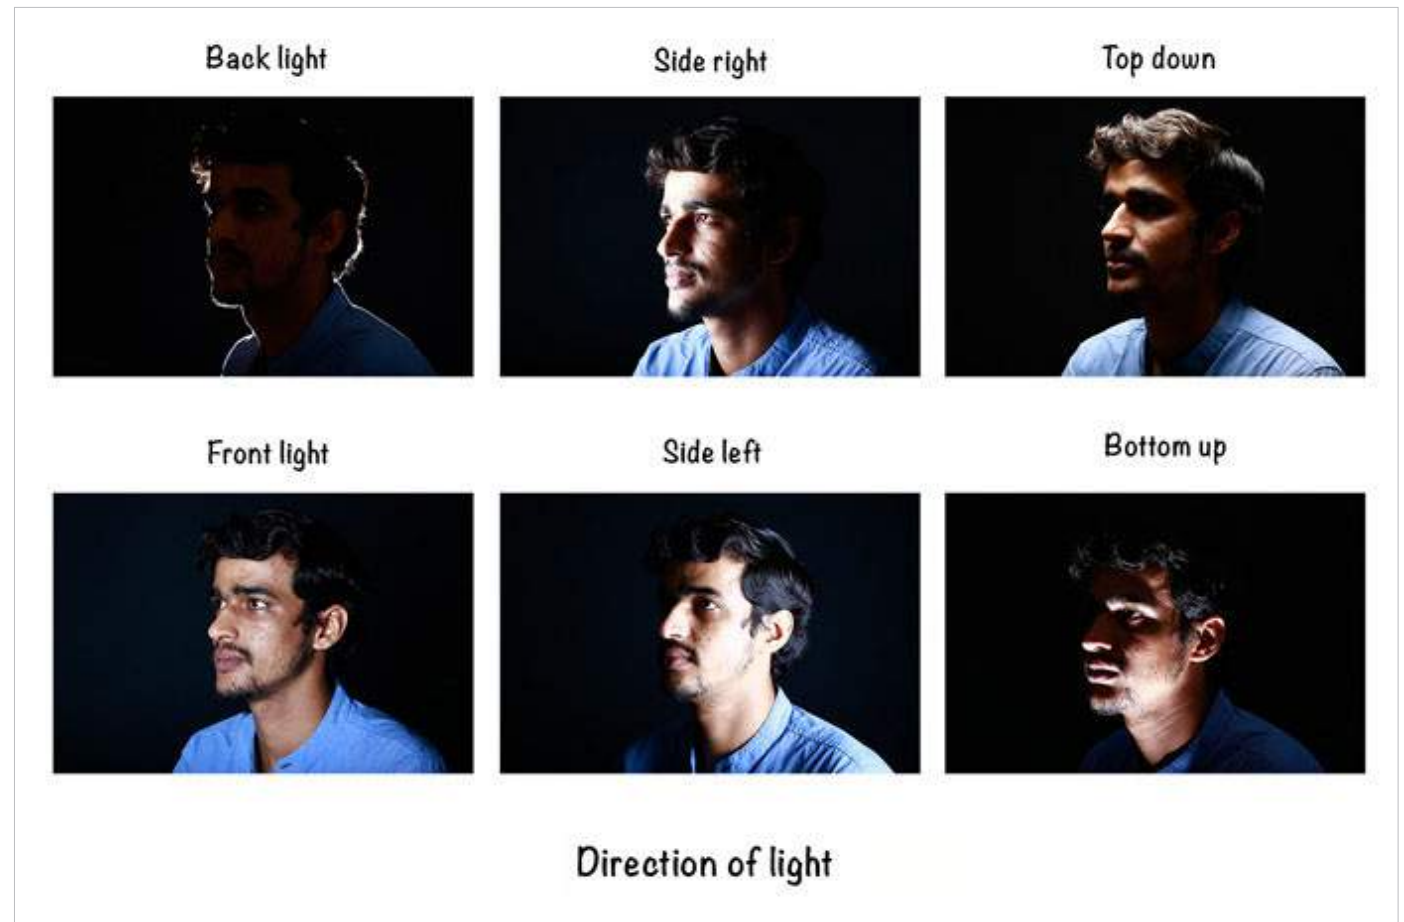 Back light
Side right
Top down
Front light
Side left
Bottom up
Direction of light